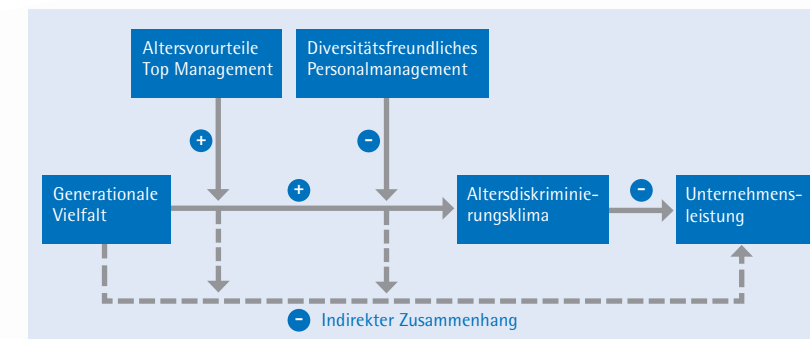 Altersvorurteile
Top Management
Diversitätsfreundliches
Personalmanagement
+
-
Generationale
Vielfalt
+
Altersdiskriminie-
rungsklima
-
Unternehmens-
leistung
- Indirekter Zusammenhang